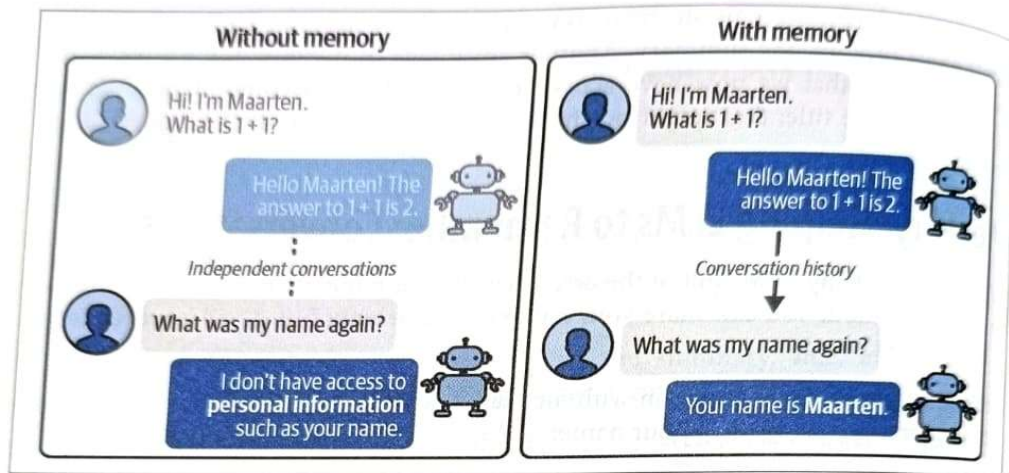 Without memory
Hi! I'm Maarten.
What is 1 + 1?
Hello Maarten! The
answer to 1 + 1 is 2.
Independent conversations
What was my name again?
I don't have access to
personal information
such as your name.
With memory
Hi! I'm Maarten.
What is 1 + 1?
Hello Maarten! The
answer to 1 + 1 is 2.
Conversation history
What was my name again?
Your name is Maarten.